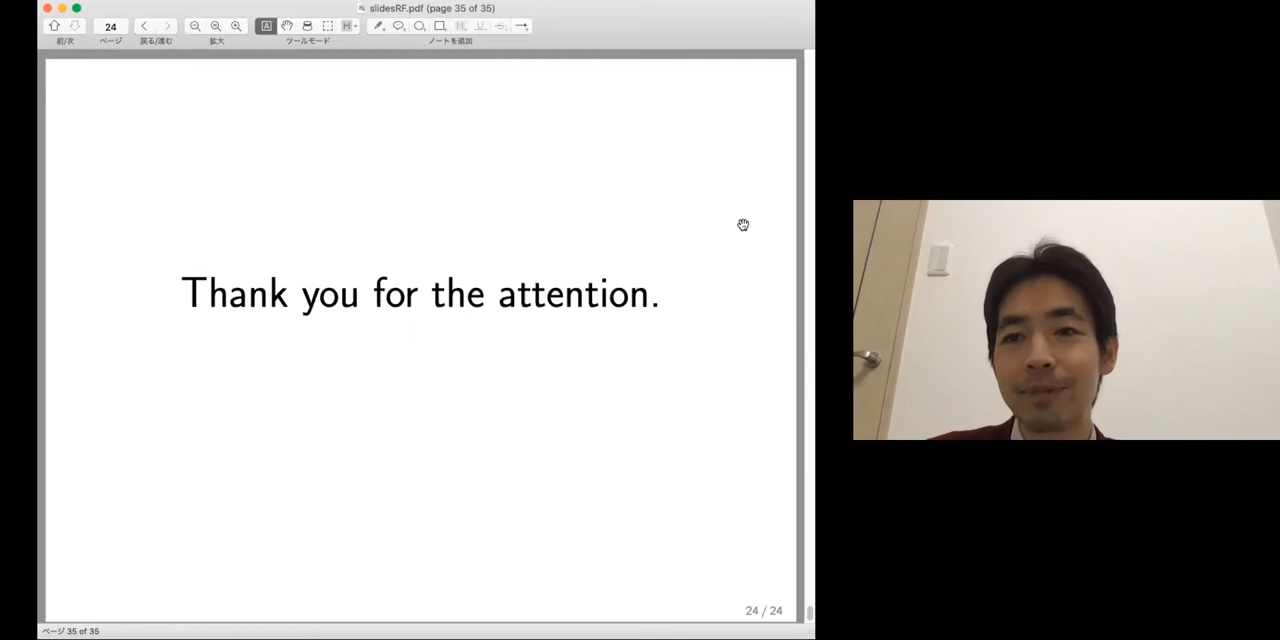 slidesRF.pdf (page 35 of 35)
24
前/次
ページ
戻る/進む
拡大
ツールモード
ノートを追加
Thank you for the attention.
24 / 24
ページ 35 of 35